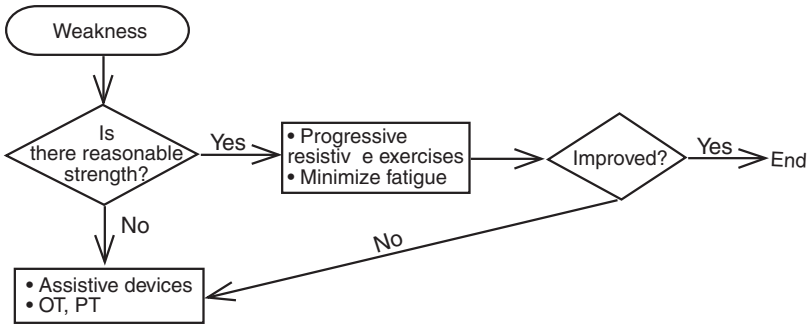 Weakness
Is
there reasonable
strength?
Yes
• Progressive
resistiv e exercises
• Minimize fatigue
Improved?
Yes
End
No
No
• Assistive devices
• OT, PT